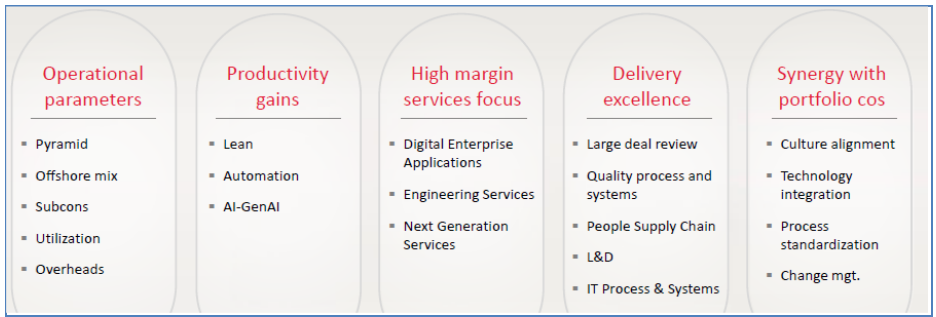 Operational
parameters
Pyramid
Offshore mix
Subcons
Utilization
Overheads
Productivity
gains
Lean
Automation
AI-GenAI
High margin
services focus
Digital Enterprise
Applications
Engineering Services
Next Generation
Services
Delivery
excellence
Large deal review
Quality process and
systems
People Supply Chain
L&D
IT Process & Systems
Synergy with
portfolio cos
Culture alignment
Technology
integration
Process
standardization
Change mgt.